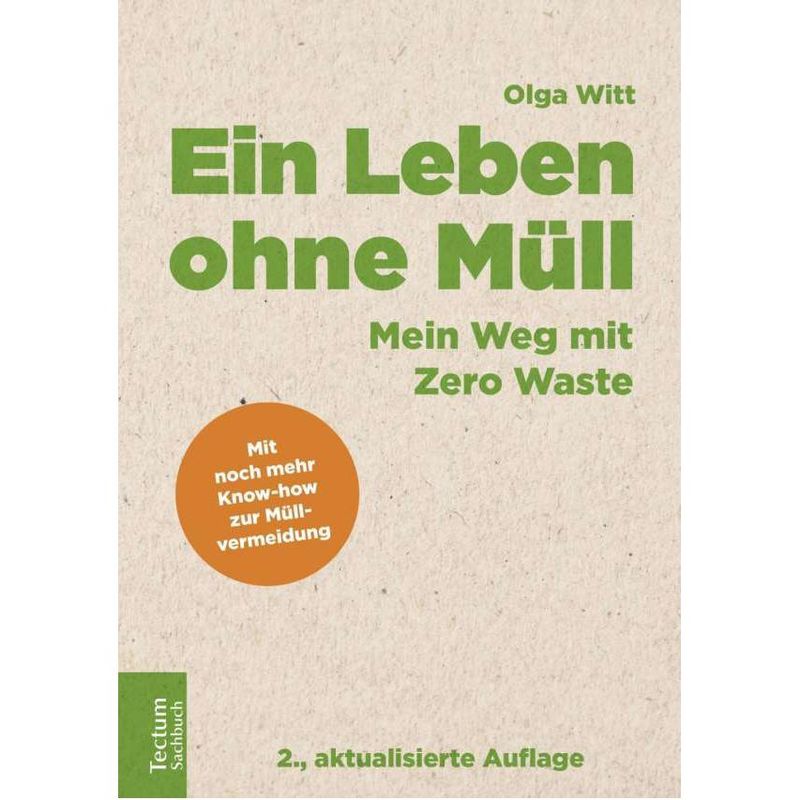 Olga Witt
Ein Leben
ohne Müll
Mein Weg mit
Zero Waste
Mit
noch mehr
Know-how
zur Müll-
vermeidung
Tectum
Sachbuch
2., aktualisierte Auflage